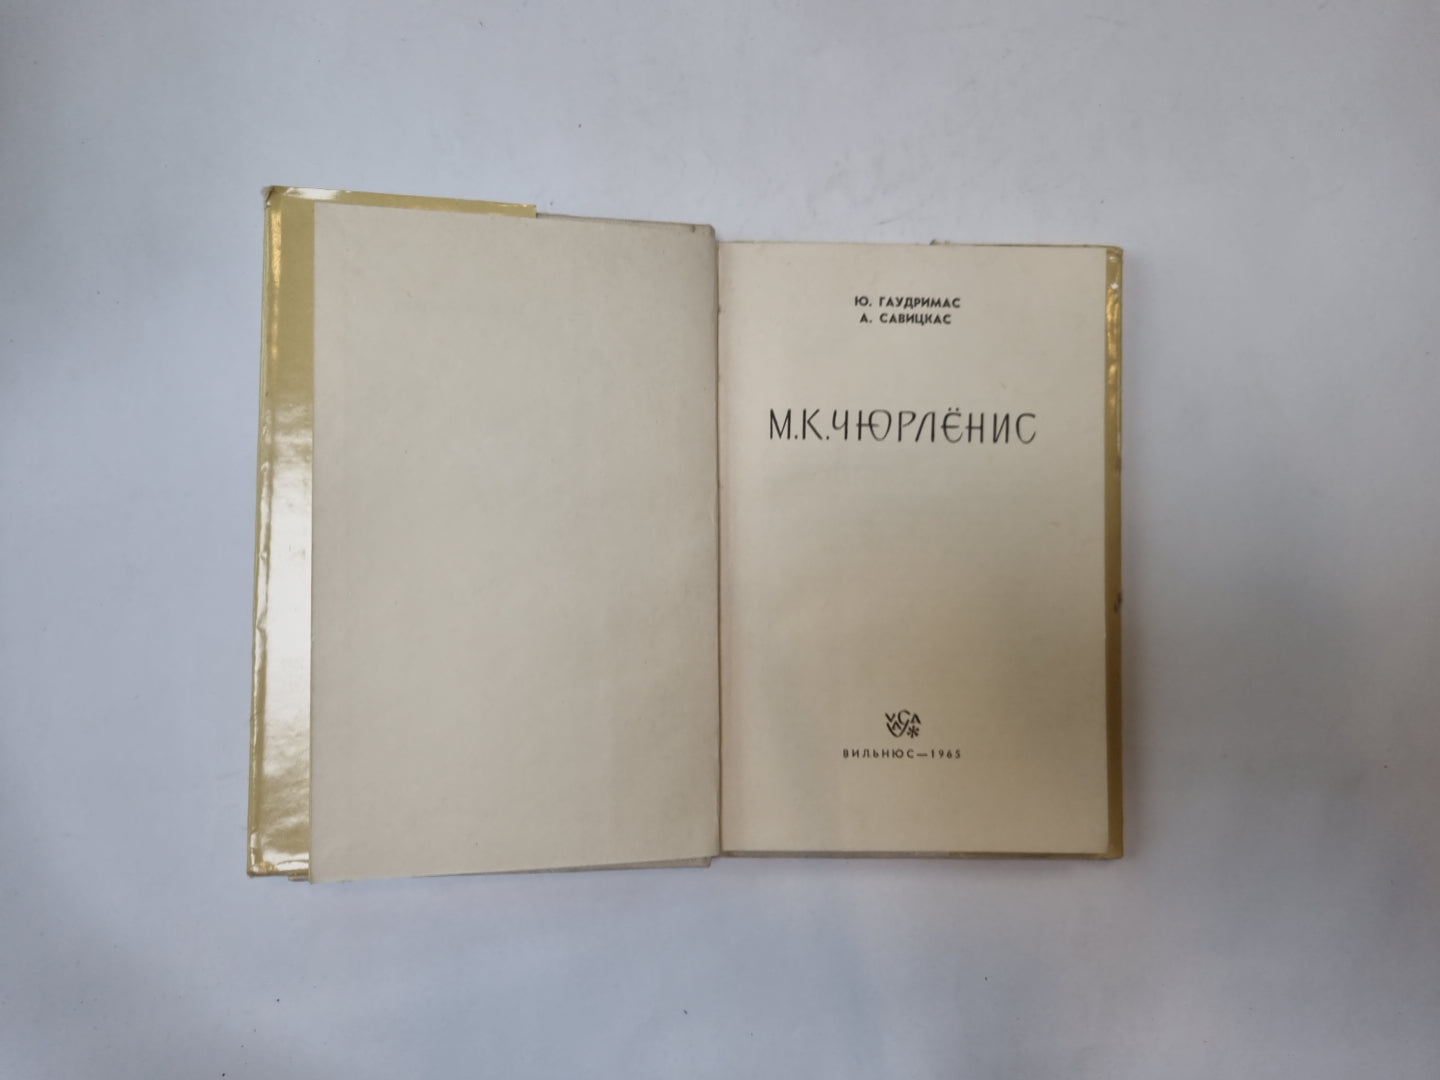 Ю. ГАУДРИМАС
А. САВИЦКАС
М.К.ЧЮРЛЁНИС
ВИЛЬНЮС—1965